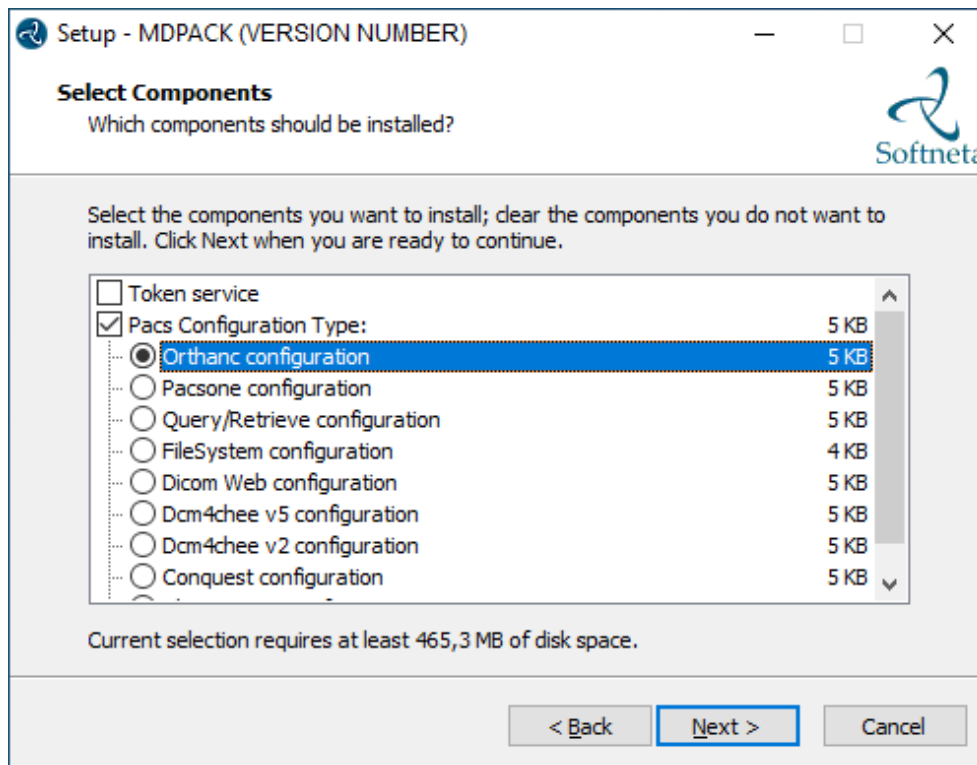 Setup - MDPACK (VERSION NUMBER)
Select Components
Which components should be installed?
Softneta
Select the components you want to install; clear the components you do not want to
install. Click Next when you are ready to continue.
Token service
Pacs Configuration Type: 5 KB
Orthanc configuration 5 KB
Pacsone configuration 5 KB
Query/Retrieve configuration 5 KB
FileSystem configuration 4 KB
Dicom Web configuration 5 KB
Dcm4chee v5 configuration 5 KB
Dcm4chee v2 configuration 5 KB
Conquest configuration 5 KB
Current selection requires at least 465,3 MB of disk space.
< Back Next > Cancel